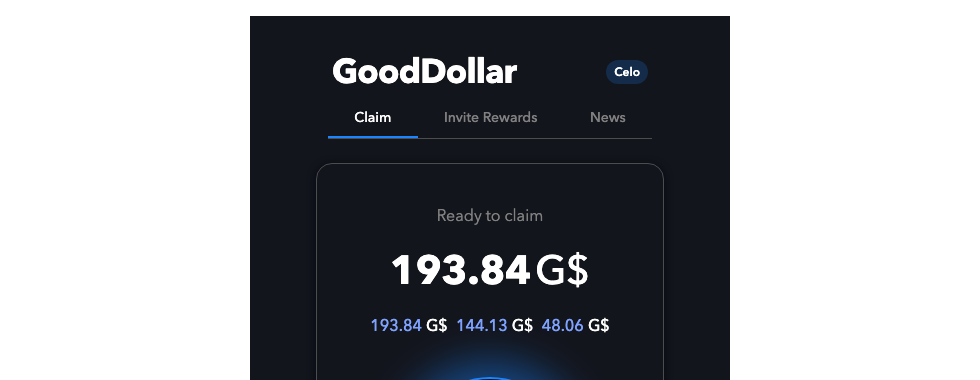 GoodDollar
Celo
Claim Invite Rewards News
Ready to claim
193.84 G$
193.84 G$ 144.13 G$ 48.06 G$